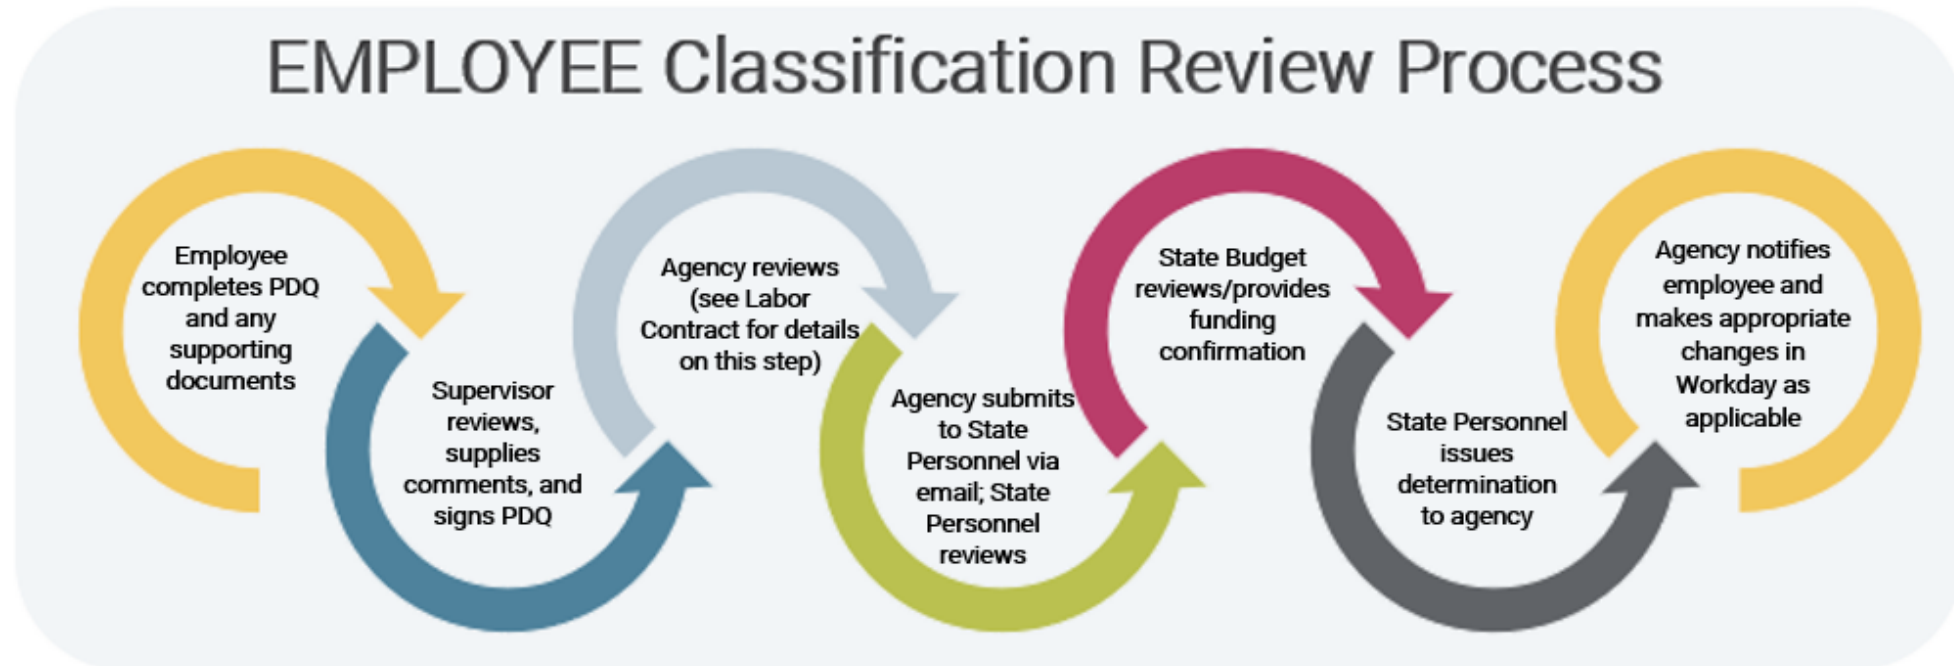 EMPLOYEE Classification Review Process
Employee
completes PDQ
and any
supporting
documents
Supervisor
reviews,
supplies
comments, and
signs PDQ
Agency reviews
(see Labor
Contract for details
on this step)
Agency submits
to State
Personnel via
email; State
Personnel
reviews
State Budget
reviews/provides
funding
confirmation
State Personnel
issues
determination
to agency
Agency notifies
employee and
makes appropriate
changes in
Workday as
applicable